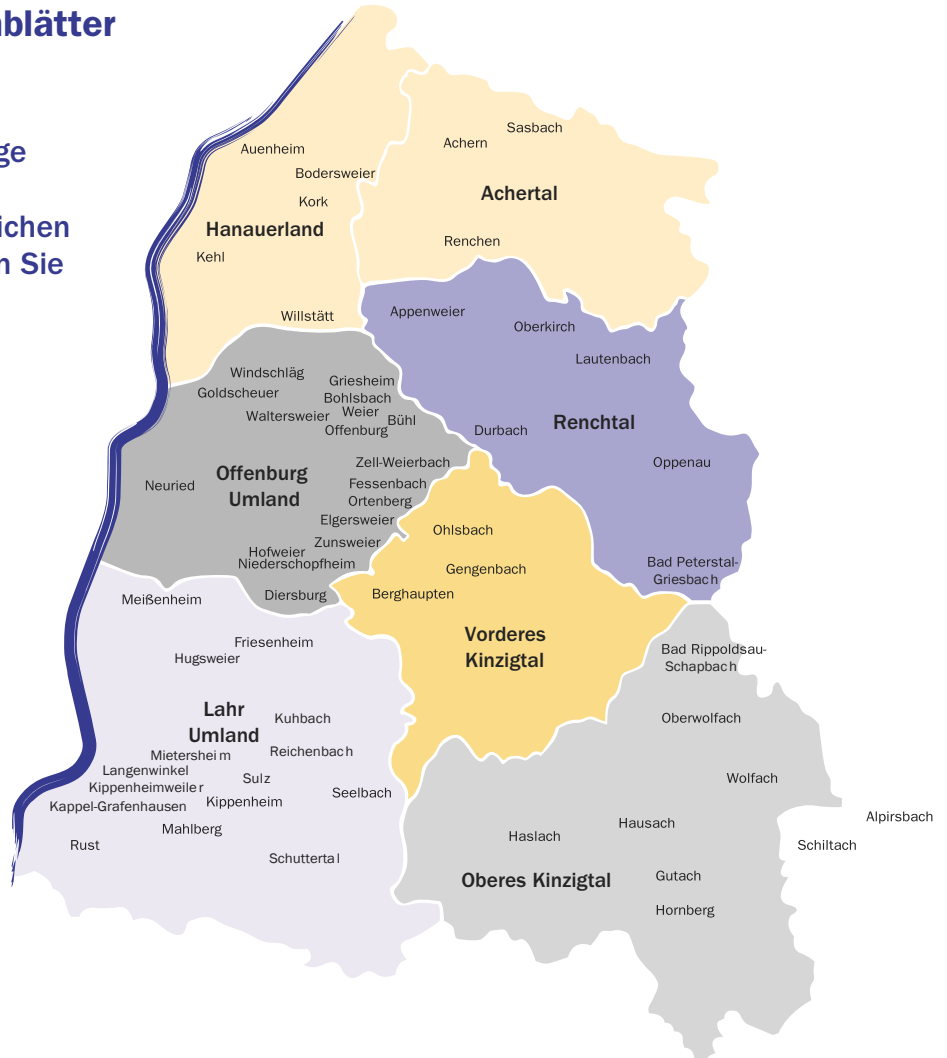 blätter
ge
ichen
n Sie
Auenheim
Bodersweier
Kork
Hanauerland
Kehl
Willstätt
Sasbach
Achern
Achertal
Renchen
Appenweier
Oberkirch
Lautenbach
Renchtal
Durbach
Oppenau
Bad Peterstal-
Griesbach
Windschläg
Goldscheuer
Griesheim
Bohlsbach
Waltersweier
Weier
Bühl
Offenburg
Zell-Weierbach
Offenburg
Umland
Neuried
Fessenbach
Ortenberg
Elgersweier
Zunsweier
Hofweier
Niederschopfheim
Diersburg
Ohlsbach
Gengenbach
Berghaupten
Vorderes
Kinzigtal
Meißenheim
Friesenheim
Hugsweier
Lahr
Umland
Kuhbach
Mietersheim
Reichenbach
Langenwinkel
Sulz
Kippenheimweiler
Seelbach
Kappel-Grafenhausen
Kippenheim
Mahlberg
Rust
Schuttertal
Bad Rippoldsau-
Schapbach
Oberwolfach
Wolfach
Alpirsbach
Hausach
Haslach
Schiltach
Oberes Kinzigtal
Gutach
Hornberg